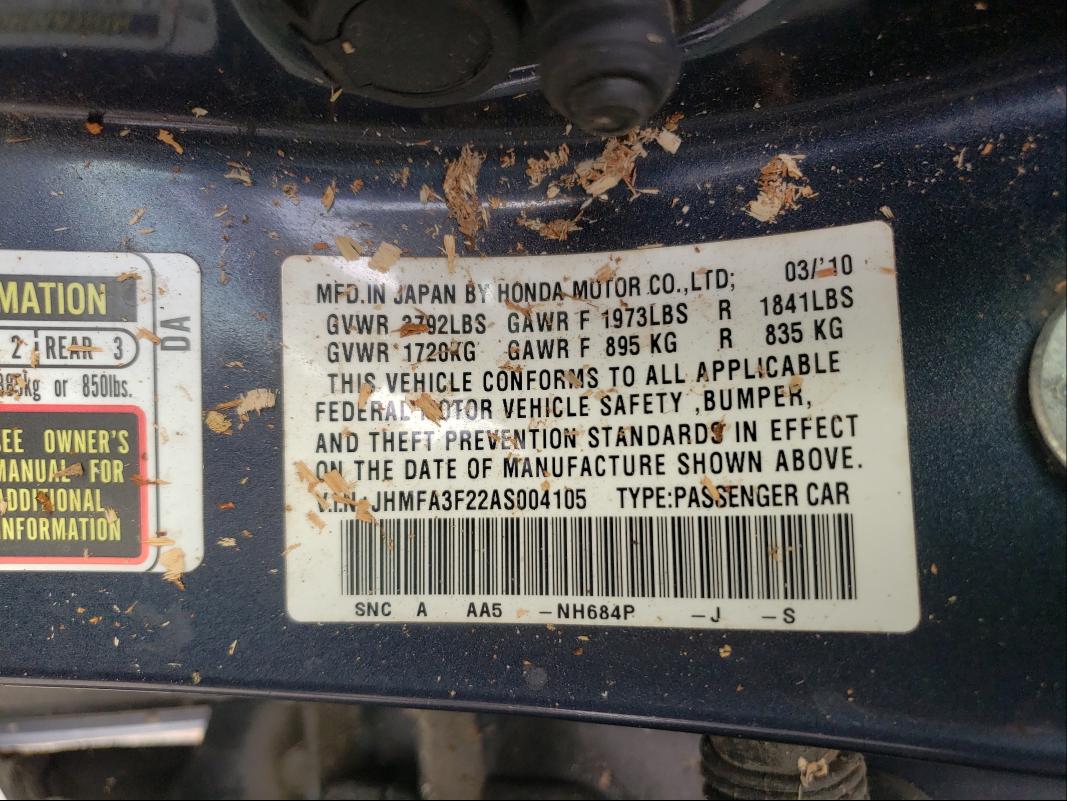 MATION
2 REAR 3
kg or 850lbs.
SEE OWNER'S
MANUAL FOR
ADDITIONAL
INFORMATION
DA
MFD.IN JAPAN BY HONDA MOTOR CO.,LTD; 03/'10
GVWR 2792LBS GAWR F 1973LBS R 1841LBS
GVWR 1720KG GAWR F 895 KG R 835 KG
THIS VEHICLE CONFORMS TO ALL APPLICABLE
FEDERAL MOTOR VEHICLE SAFETY ,BUMPER,
AND THEFT PREVENTION STANDARDS IN EFFECT
ON THE DATE OF MANUFACTURE SHOWN ABOVE.
V.I.N.:JHMFA3F22AS004105 TYPE:PASSENGER CAR
SNC A AA5 -NH684P -J -S